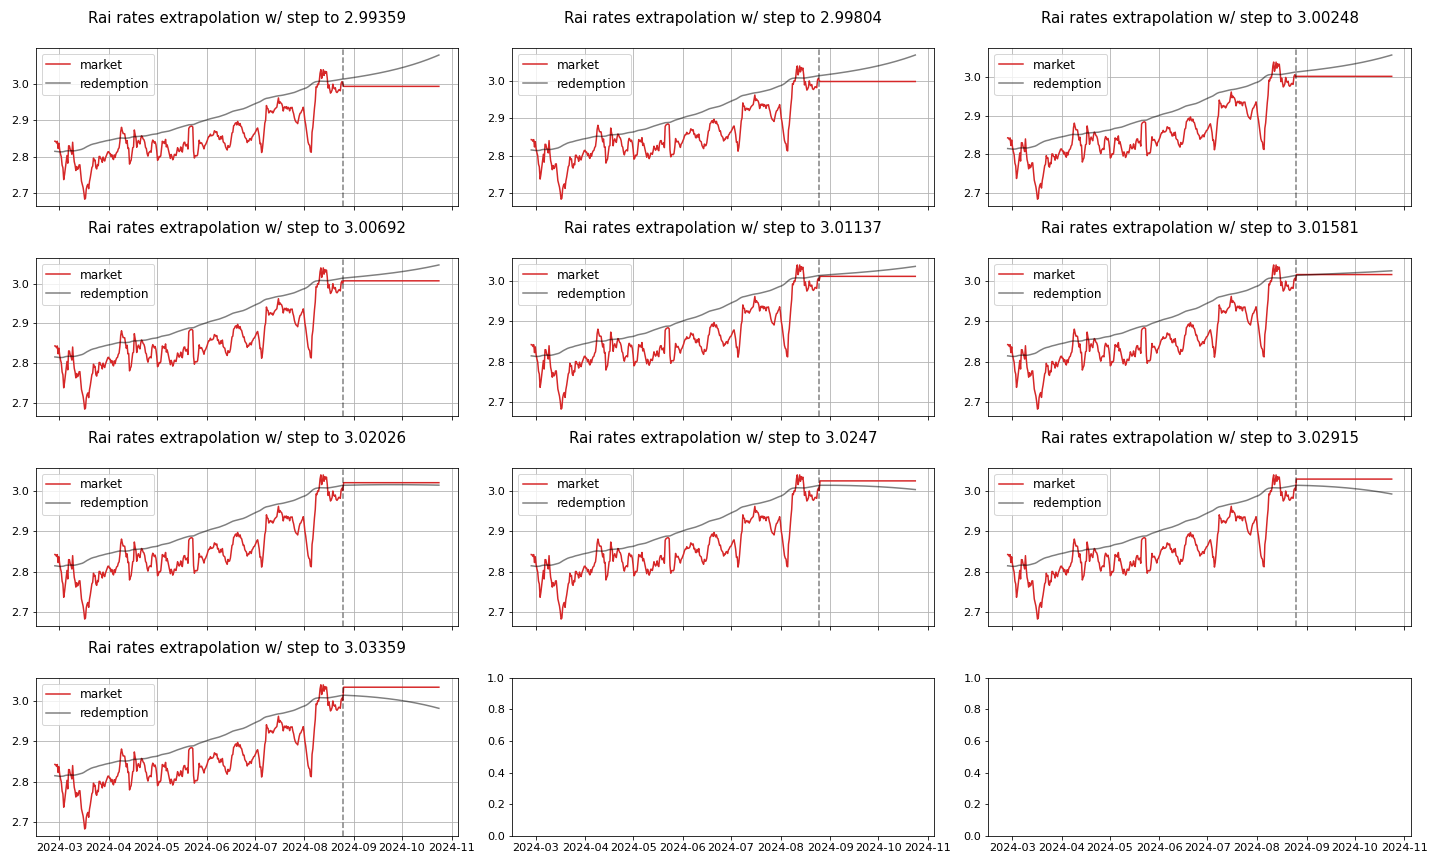 Rai rates extrapolation w/ step to 2.99359
Rai rates extrapolation w/ step to 2.99804
Rai rates extrapolation w/ step to 3.00248
market
redemption
3.0
2.9
2.8
2.7
market
redemption
3.0
2.9
2.8
2.7
market
redemption
3.0
2.9
2.8
2.7
Rai rates extrapolation w/ step to 3.00692
Rai rates extrapolation w/ step to 3.01137
Rai rates extrapolation w/ step to 3.01581
market
redemption
3.0
2.9
2.8
2.7
market
redemption
3.0
2.9
2.8
2.7
market
redemption
3.0
2.9
2.8
2.7
Rai rates extrapolation w/ step to 3.02026
Rai rates extrapolation w/ step to 3.0247
Rai rates extrapolation w/ step to 3.02915
market
redemption
3.0
2.9
2.8
2.7
market
redemption
3.0
2.9
2.8
2.7
market
redemption
3.0
2.9
2.8
2.7
Rai rates extrapolation w/ step to 3.03359
market
redemption
3.0
2.9
2.8
2.7
2024-03 2024-04 2024-05 2024-06 2024-07 2024-08 2024-09 2024-10 2024-11
1.0
0.8
0.6
0.4
0.2
0.0
2024-03 2024-04 2024-05 2024-06 2024-07 2024-08 2024-09 2024-10 2024-11
1.0
0.8
0.6
0.4
0.2
0.0
2024-03 2024-04 2024-05 2024-06 2024-07 2024-08 2024-09 2024-10 2024-11